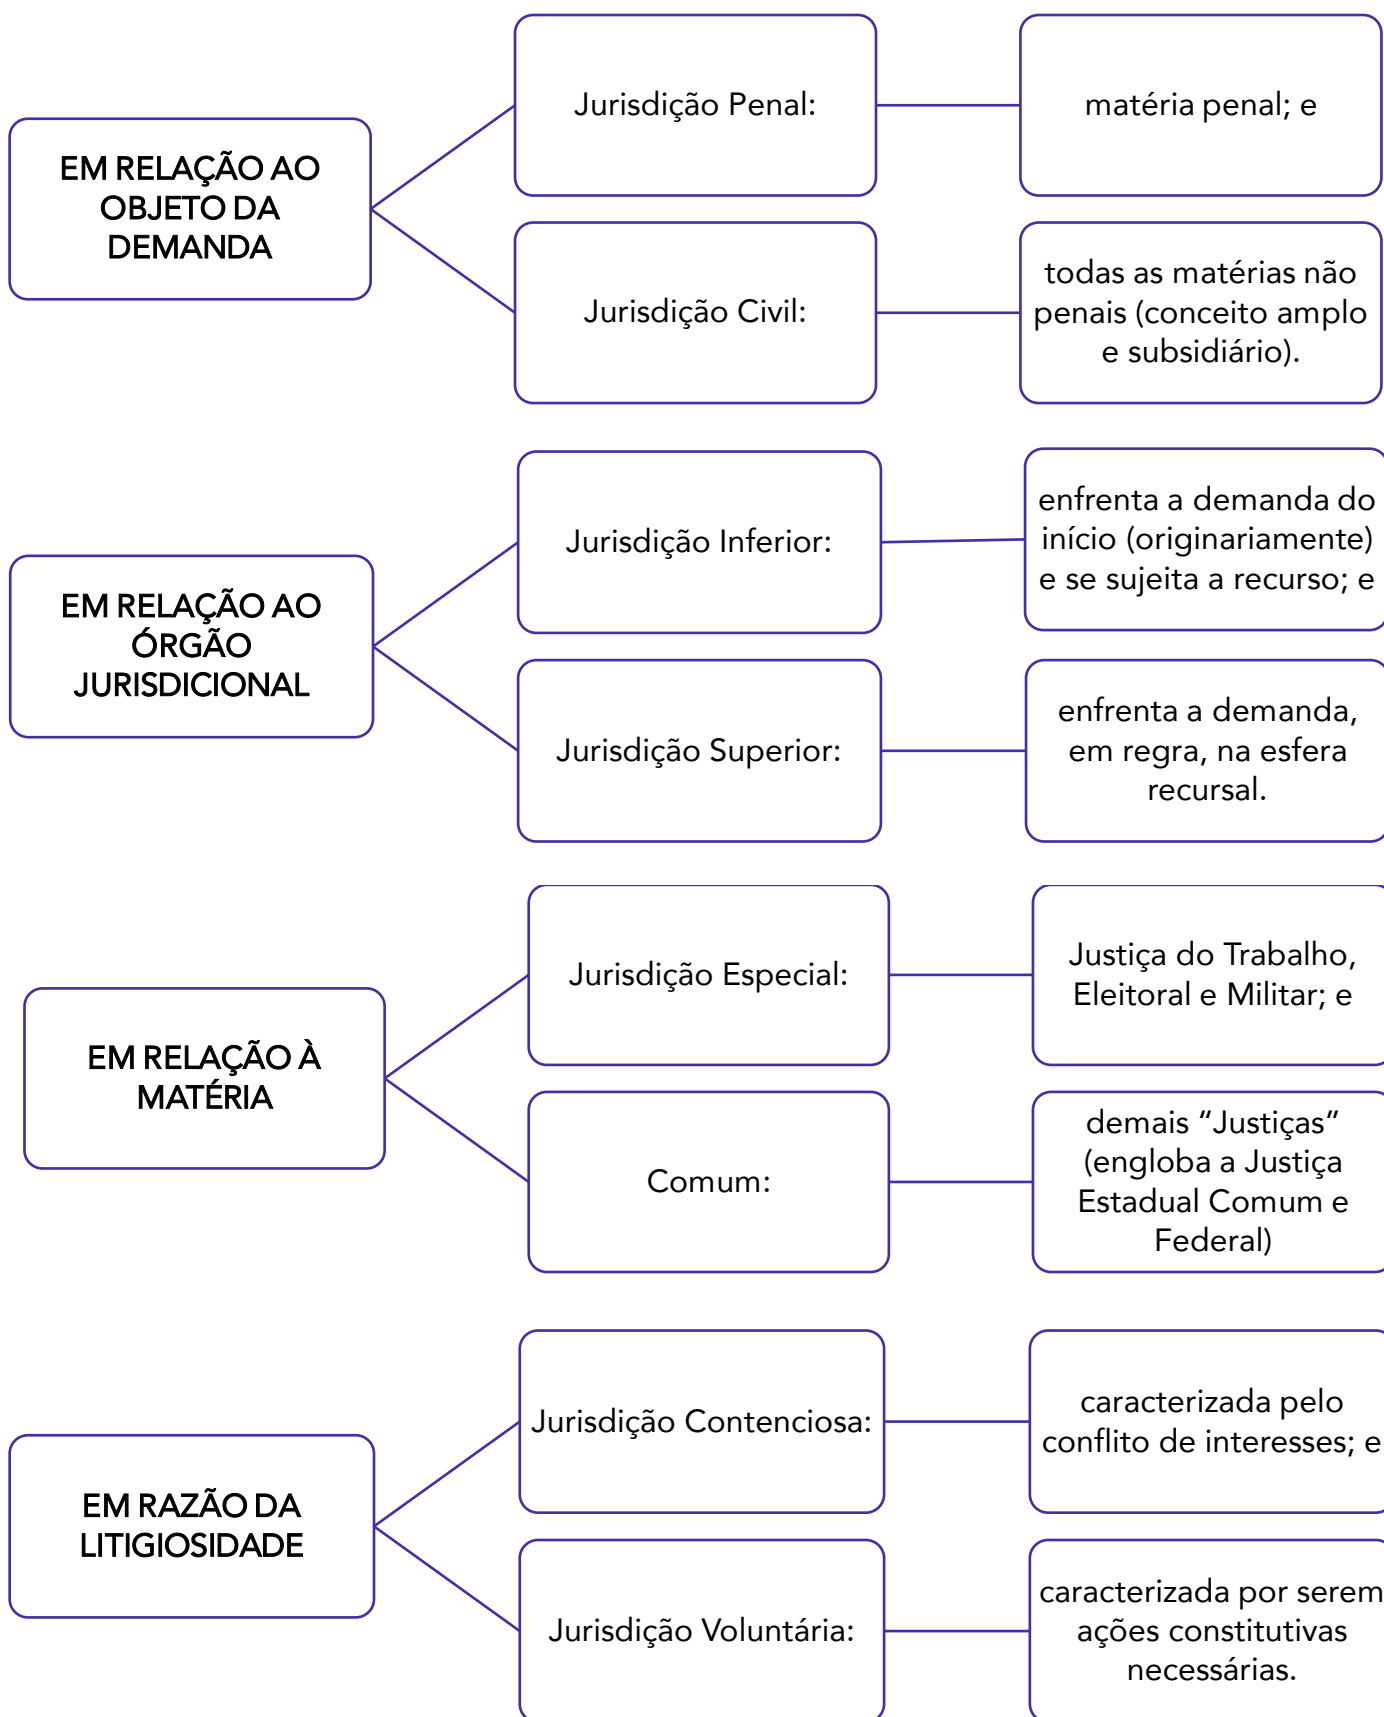 EM RELAÇÃO AO
OBJETO DA
DEMANDA
Jurisdição Penal:
matéria penal; e
Jurisdição Civil:
todas as matérias não
penais (conceito amplo
e subsidiário).
EM RELAÇÃO AO
ÓRGÃO
JURISDICIONAL
Jurisdição Inferior:
enfrenta a demanda do
início (originariamente)
e se sujeita a recurso; e
Jurisdição Superior:
enfrenta a demanda,
em regra, na esfera
recursal.
EM RELAÇÃO À
MATÉRIA
Jurisdição Especial:
Justiça do Trabalho,
Eleitoral e Militar; e
Comum:
demais “Justiças”
(engloba a Justiça
Estadual Comum e
Federal)
EM RAZÃO DA
LITIGIOSIDADE
Jurisdição Contenciosa:
caracterizada pelo
conflito de interesses; e
Jurisdição Voluntária:
caracterizada por serem
ações constitutivas
necessárias.